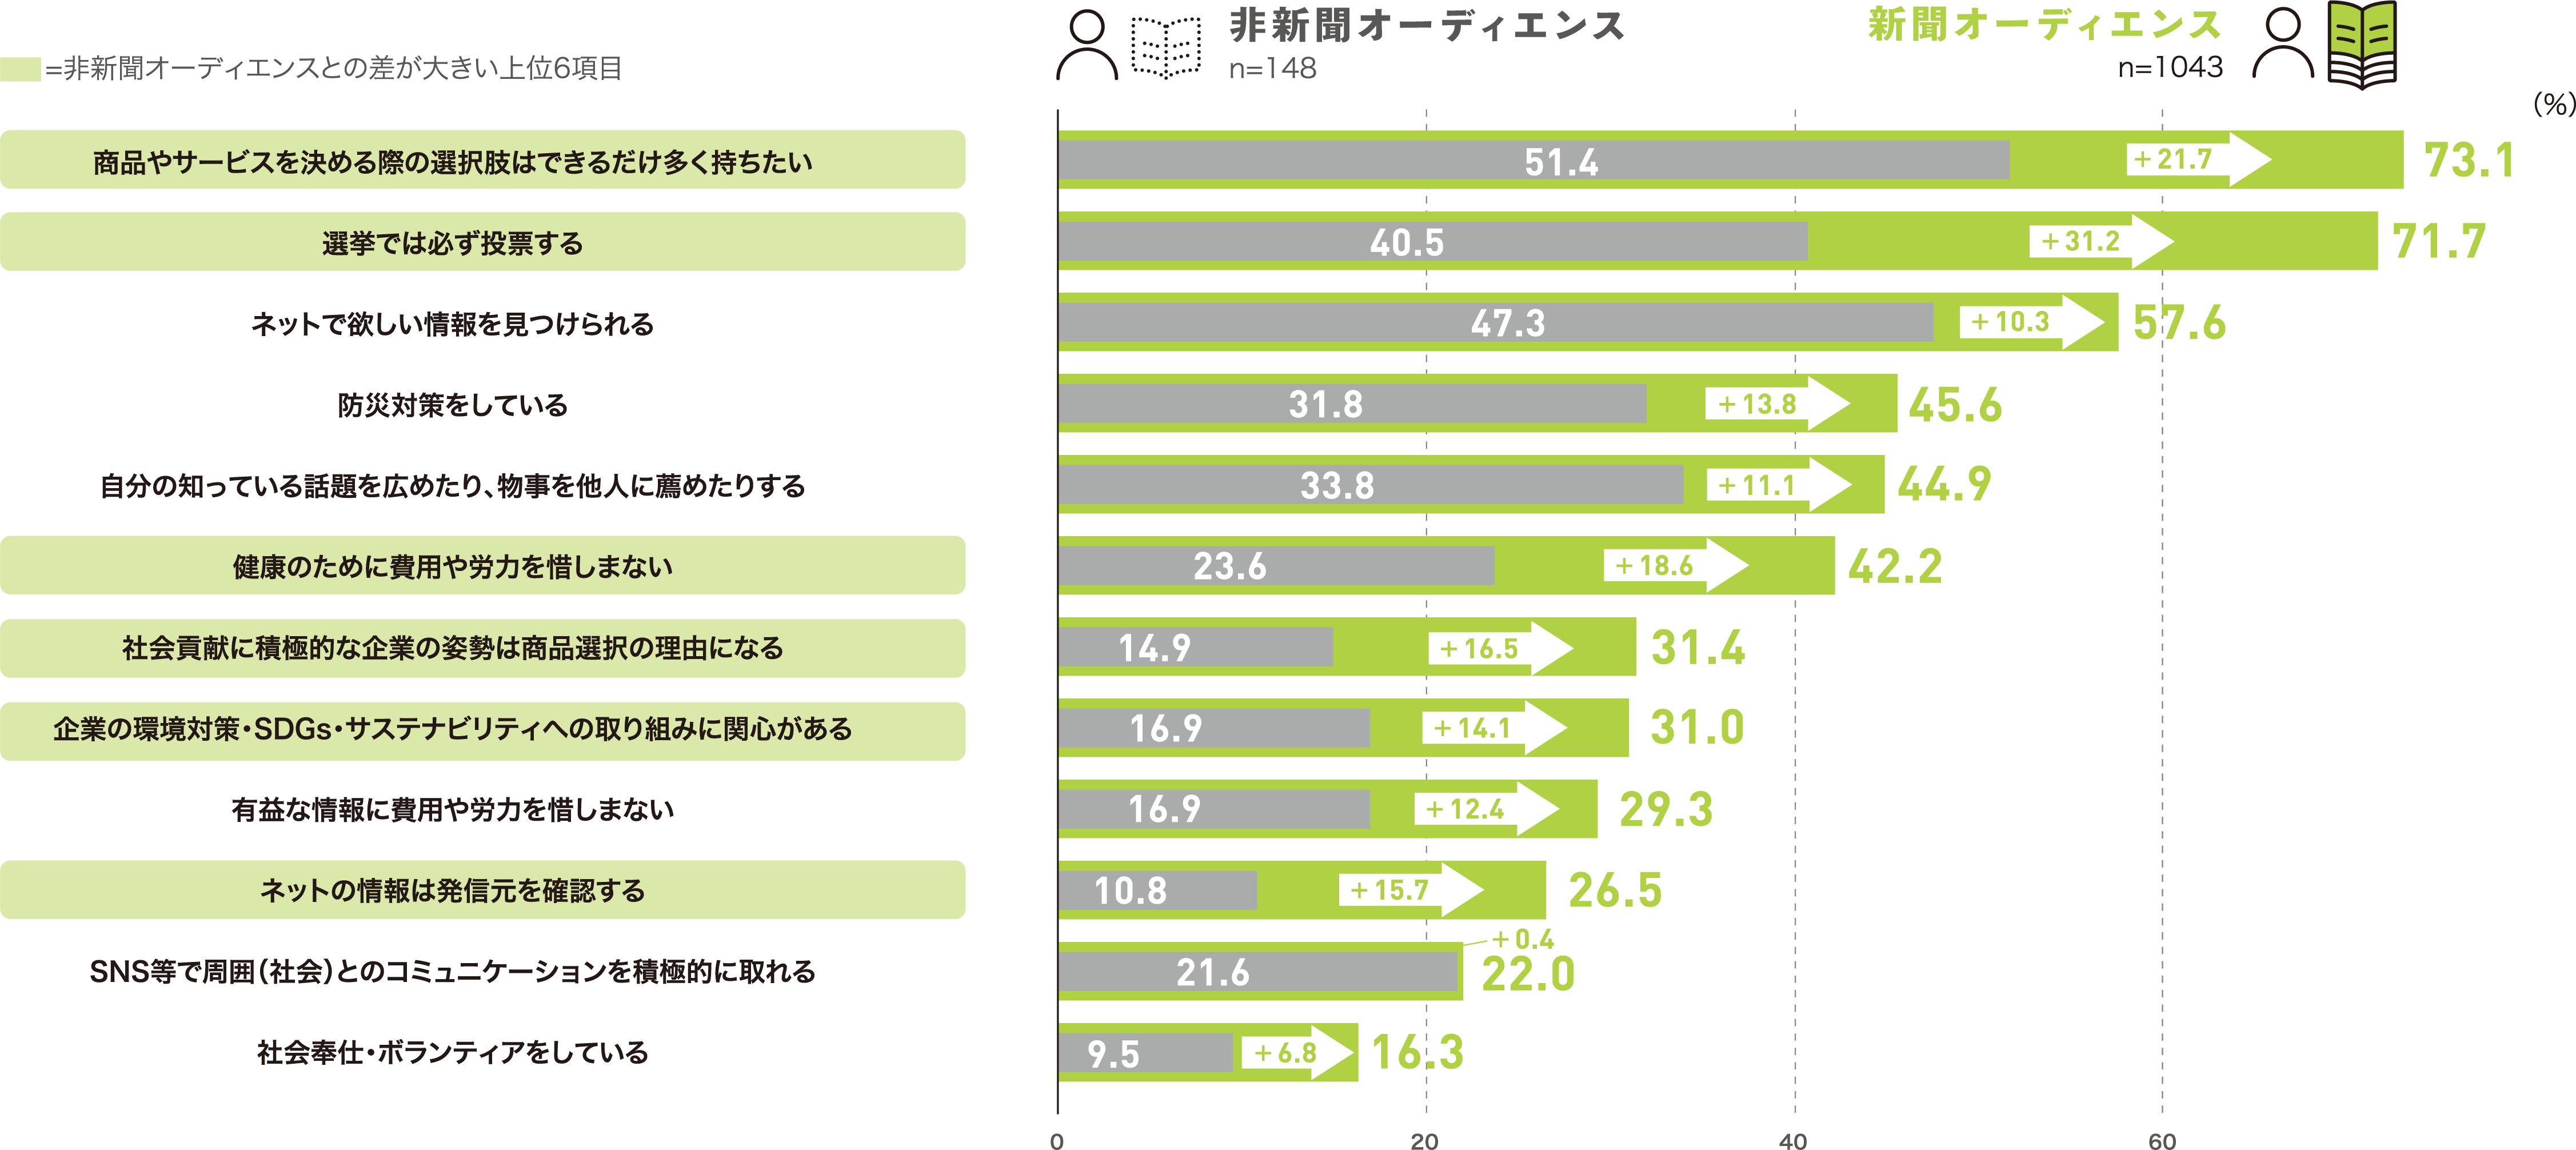 非新聞オーディエンス
n=148
新聞オーディエンス
n=1043
=非新聞オーディエンスとの差が大きい上位6項目
(%)
商品やサービスを決める際の選択肢はできるだけ多く持ちたい
51.4
+21.7
73.1
選挙では必ず投票する
40.5
+31.2
71.7
ネットで欲しい情報を見つけられる
47.3
+10.3
57.6
防災対策をしている
31.8
+13.8
45.6
自分の知っている話題を広めたり、物事を他人に薦めたりする
33.8
+11.1
44.9
健康のために費用や労力を惜しまない
23.6
+18.6
42.2
社会貢献に積極的な企業の姿勢は商品選択の理由になる
14.9
+16.5
31.4
企業の環境対策・SDGs・サステナビリティへの取り組みに関心がある
16.9
+14.1
31.0
有益な情報に費用や労力を惜しまない
16.9
+12.4
29.3
ネットの情報は発信元を確認する
10.8
+15.7
26.5
SNS等で周囲(社会)とのコミュニケーションを積極的に取れる
21.6
+0.4
22.0
社会奉仕・ボランティアをしている
9.5
+6.8
16.3
0 20 40 60